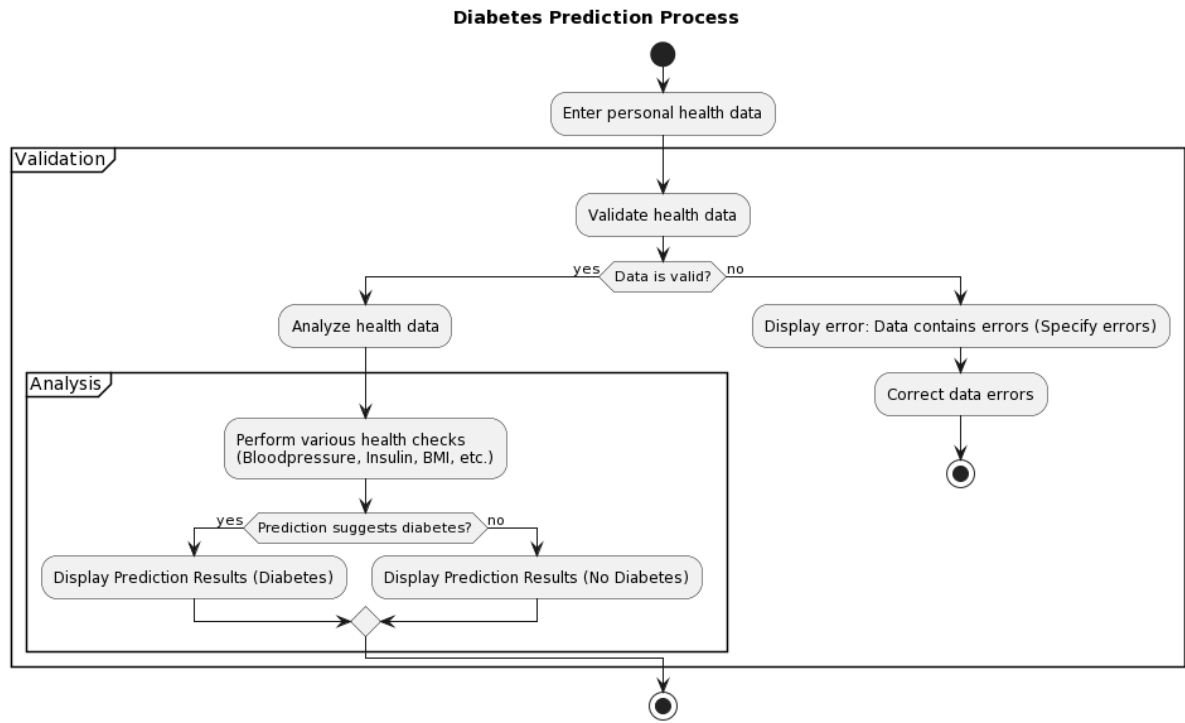 Diabetes Prediction Process
Enter personal health data
Validation
Validate health data
yes
Data is valid?
no
Analyze health data
Display error: Data contains errors (Specify errors)
Analysis
Correct data errors
Perform various health checks
(Bloodpressure, Insulin, BMI, etc.)
yes
Prediction suggests diabetes?
no
Display Prediction Results (Diabetes)
Display Prediction Results (No Diabetes)